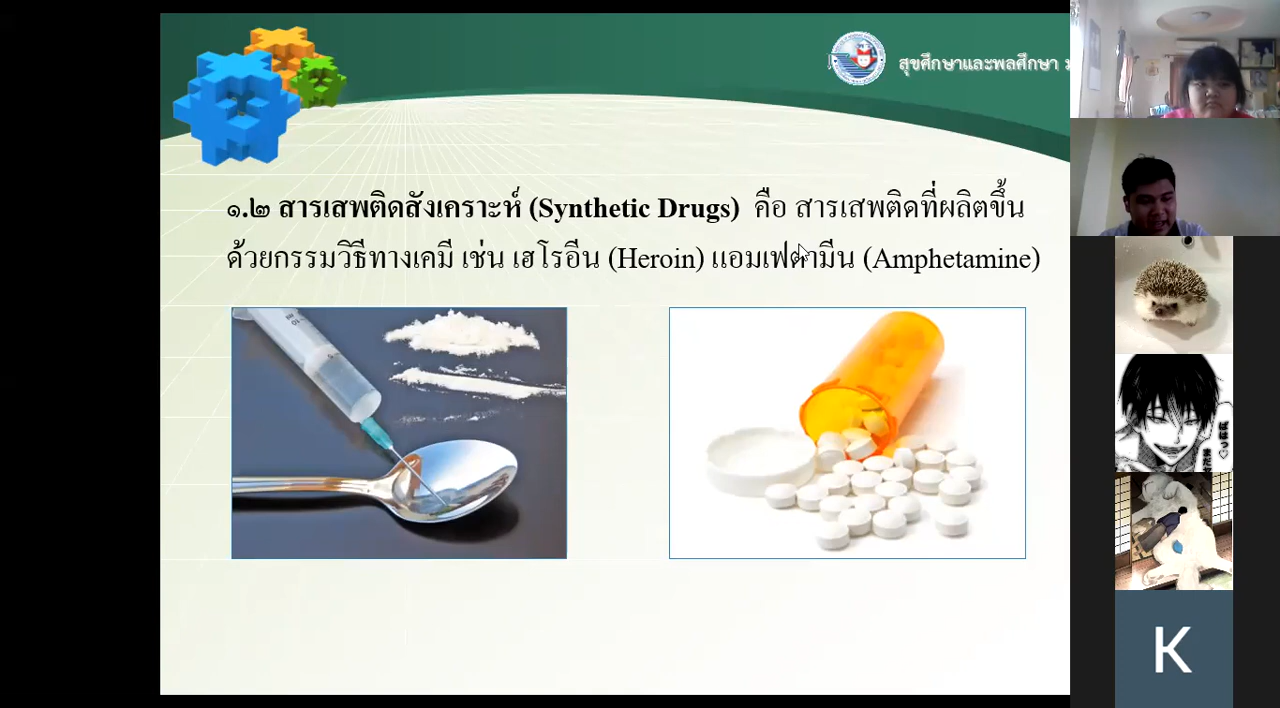 สุขศึกษาและพลศึกษา ม
๑.๒ สารเสพติดสังเคราะห์ (Synthetic Drugs) คือ สารเสพติดที่ผลิตขึ้น
ด้วยกรรมวิธีทางเคมี เช่น เฮโรอีน (Heroin) แอมเฟตามีน (Amphetamine)
K